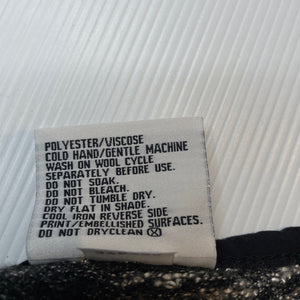 POLYESTER/VISCOSE
COLD HAND/GENTLE MACHINE
WASH ON WOOL CYCLE
SEPARATELY BEFORE USE.
DO NOT SOAK.
DO NOT BLEACH.
DO NOT TUMBLE DRY.
DRY FLAT IN SHADE.
COOL IRON REVERSE SIDE
PRINT/EMBELLISHED SURFACES.
DO NOT DRYCLEAN